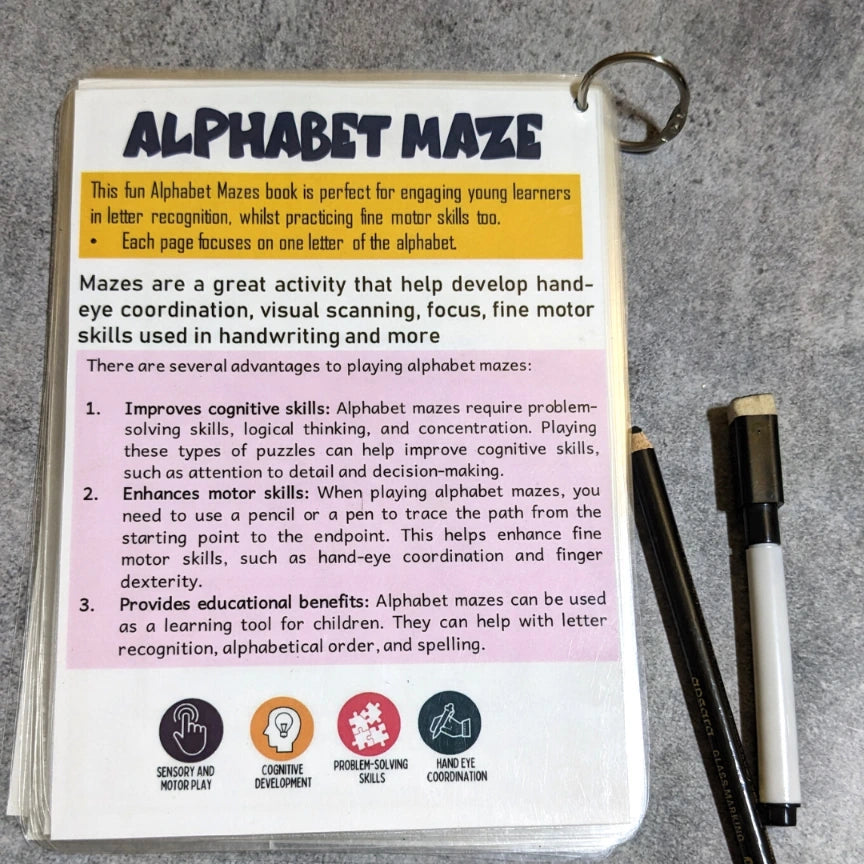 ALPHABET MAZE
This fun Alphabet Mazes book is perfect for engaging young learners
in letter recognition, whilst practicing fine motor skills too.
• Each page focuses on one letter of the alphabet.
Mazes are a great activity that help develop hand-
eye coordination, visual scanning, focus, fine motor
skills used in handwriting and more
There are several advantages to playing alphabet mazes:
1. Improves cognitive skills: Alphabet mazes require problem-
solving skills, logical thinking, and concentration. Playing
these types of puzzles can help improve cognitive skills,
such as attention to detail and decision-making.
2. Enhances motor skills: When playing alphabet mazes, you
need to use a pencil or a pen to trace the path from the
starting point to the endpoint. This helps enhance fine
motor skills, such as hand-eye coordination and finger
dexterity.
3. Provides educational benefits: Alphabet mazes can be used
as a learning tool for children. They can help with letter
recognition, alphabetical order, and spelling.
SENSORY AND
MOTOR PLAY
COGNITIVE
DEVELOPMENT
PROBLEM-SOLVING
SKILLS
HAND EYE
COORDINATION
apsara GLASS MARKING